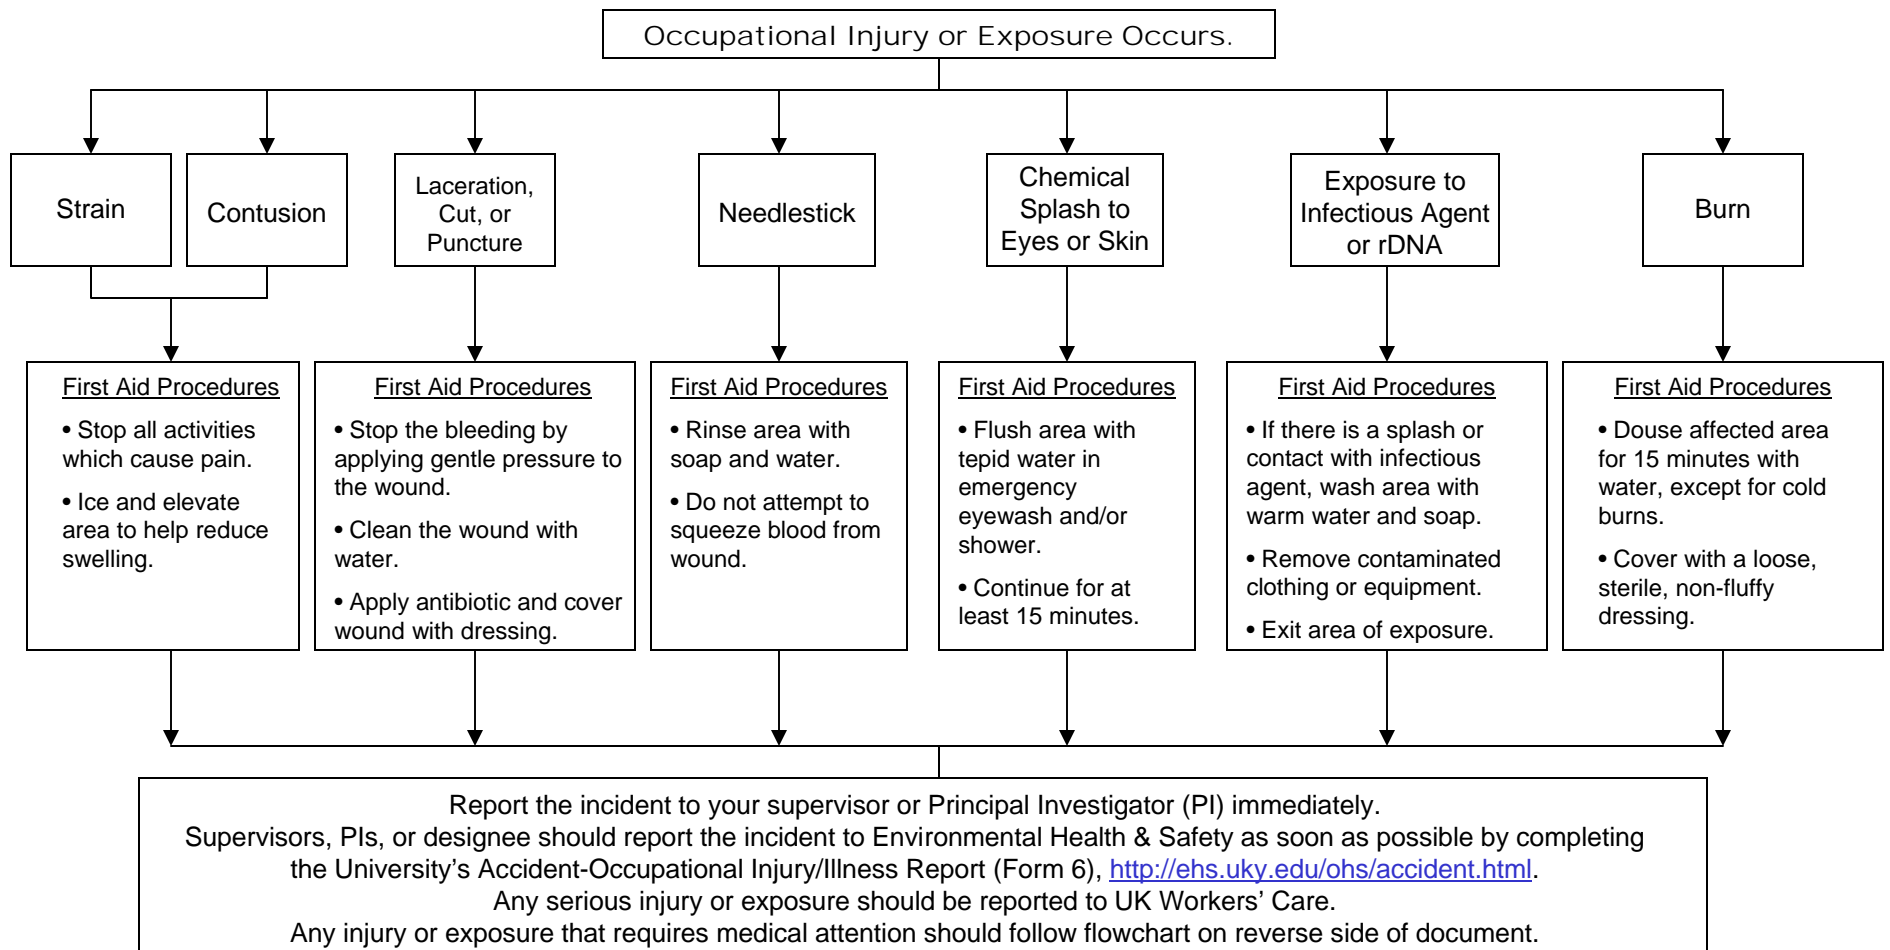 Occupational Injury or Exposure Occurs.
Strain
Contusion
Laceration,
Cut, or
Puncture
Needlestick
Chemical
Splash to
Eyes or Skin
Exposure to
Infectious Agent
or rDNA
Burn
First Aid Procedures
• Stop all activities
which cause pain.
• Ice and elevate
area to help reduce
swelling.
First Aid Procedures
• Stop the bleeding by
applying gentle pressure to
the wound.
• Clean the wound with
water.
• Apply antibiotic and cover
wound with dressing.
First Aid Procedures
• Rinse area with
soap and water.
• Do not attempt to
squeeze blood from
wound.
First Aid Procedures
• Flush area with
tepid water in
emergency
eyewash and/or
shower.
• Continue for at
least 15 minutes.
First Aid Procedures
• If there is a splash or
contact with infectious
agent, wash area with
warm water and soap.
• Remove contaminated
clothing or equipment.
• Exit area of exposure.
First Aid Procedures
• Douse affected area
for 15 minutes with
water, except for cold
burns.
• Cover with a loose,
sterile, non-fluffy
dressing.
Report the incident to your supervisor or Principal Investigator (PI) immediately.
Supervisors, PIs, or designee should report the incident to Environmental Health & Safety as soon as possible by completing
the University's Accident-Occupational Injury/Illness Report (Form 6), http://ehs.uky.edu/ohs/accident.html.
Any serious injury or exposure should be reported to UK Workers' Care.
Any injury or exposure that requires medical attention should follow flowchart on reverse side of document.